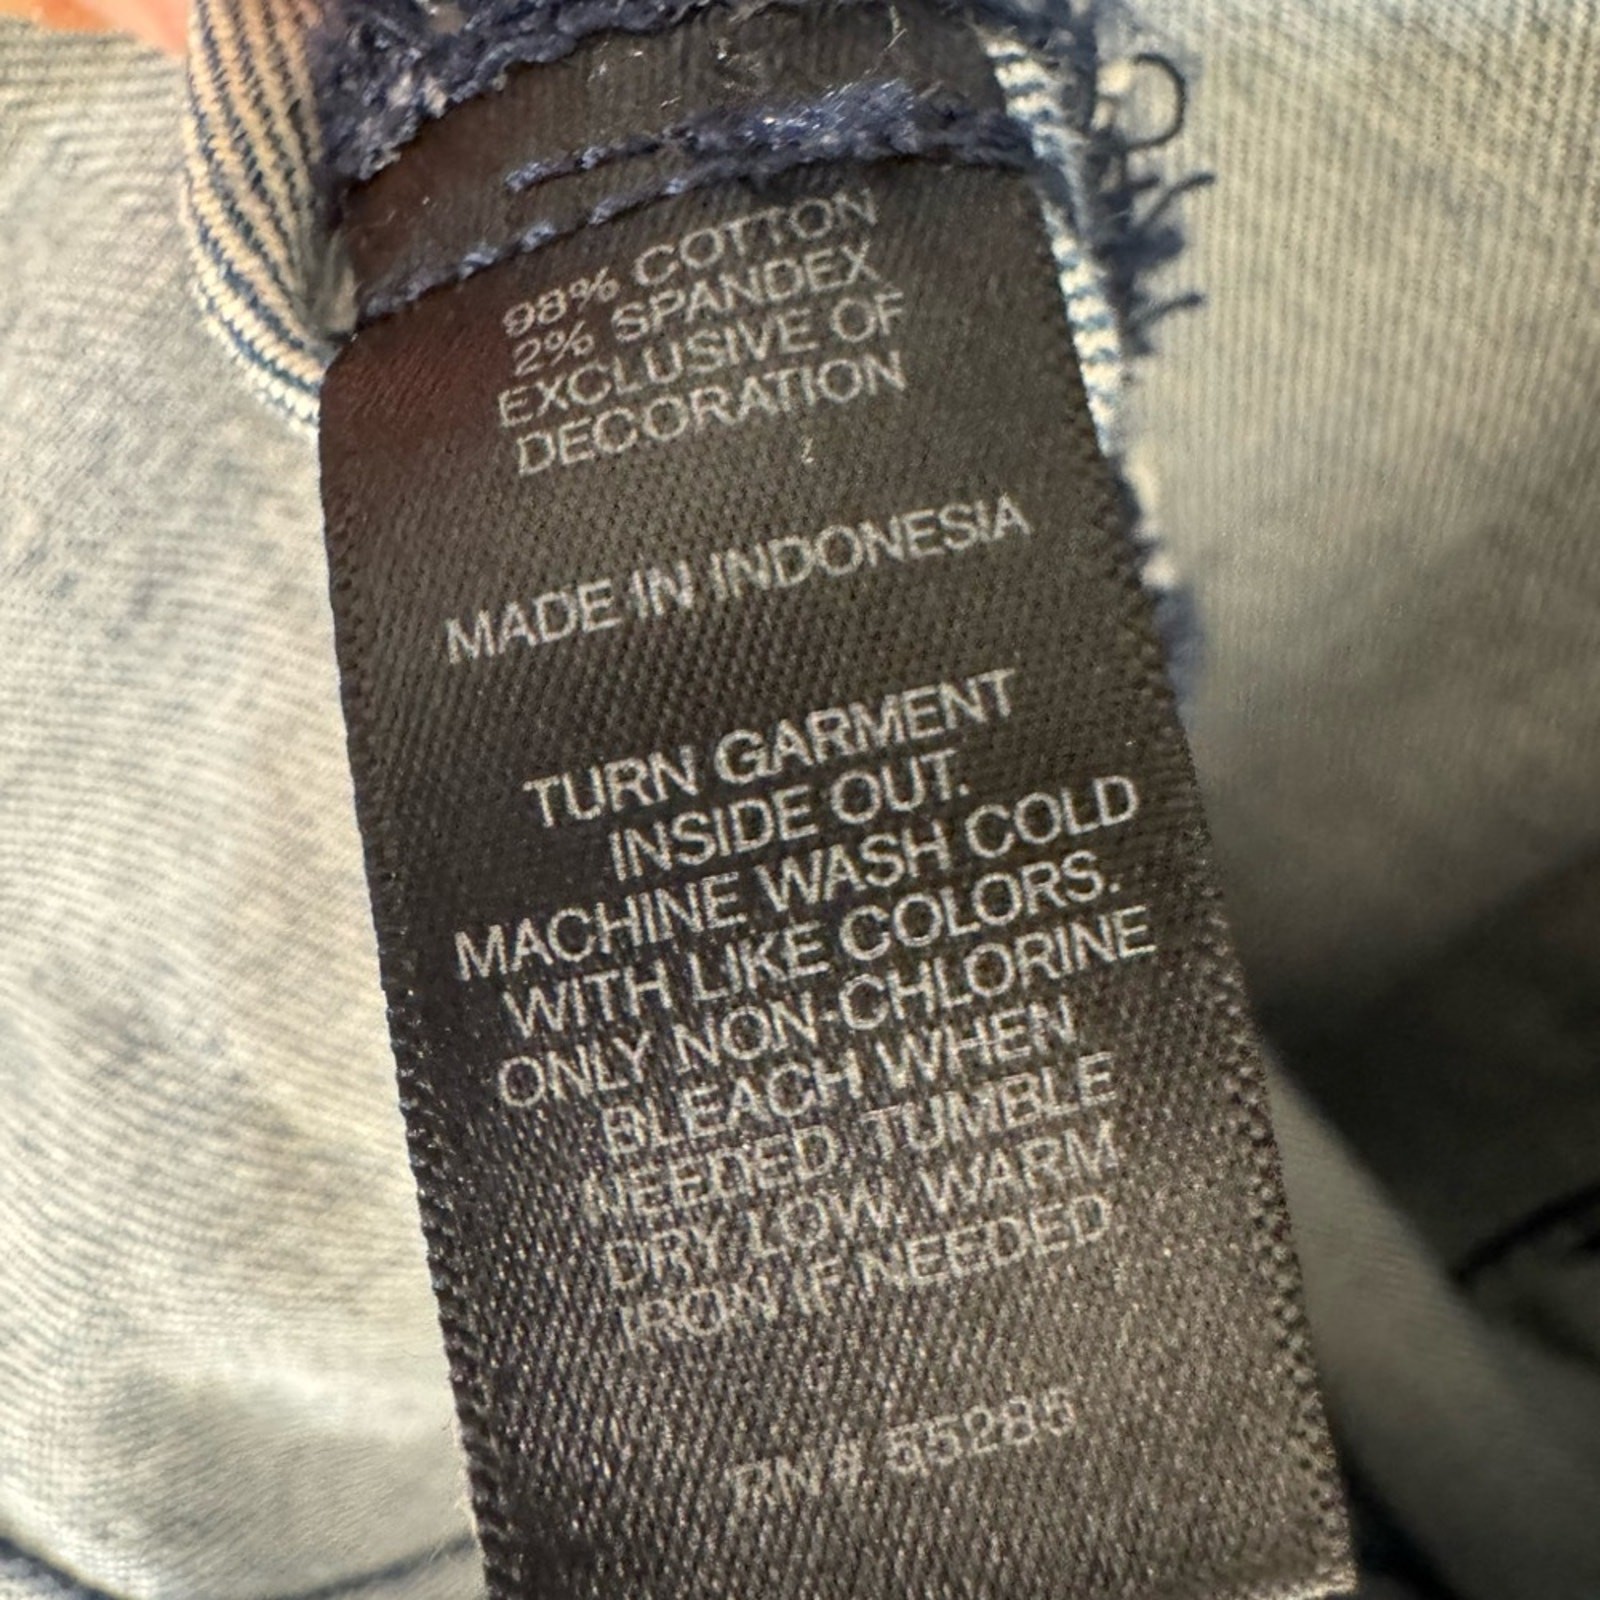 98% COTTON
2% SPANDEX
EXCLUSIVE OF
DECORATION
MADE IN INDONESIA
TURN GARMENT
INSIDE OUT.
MACHINE WASH COLD
WITH LIKE COLORS.
ONLY NON-CHLORINE
BLEACH WHEN
NEEDED. TUMBLE
DRY LOW. WARM
IRON IF NEEDED.
RN# 55285